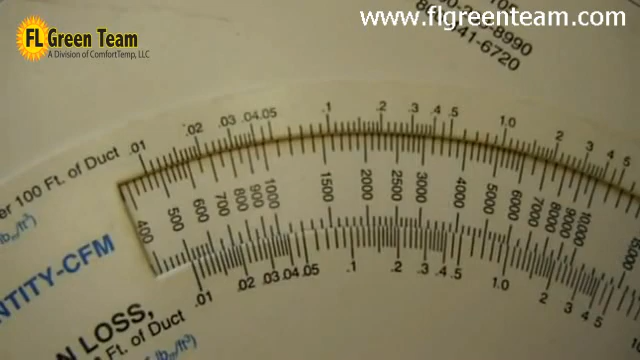 www.flgreenteam.com
FL Green Team
A Division of ComfortTemp, LLC
8990
6720
er 100 Ft. of Duct
.01 .02 .03 .04 .05 .1 .2 .3 .4 .5 1.0 2 3 4 5
400 500 600 700 800 900 1000 1500 2000 2500 3000 4000 5000 6000 7000 8000 9000 10000
NTITY-CFM
.01 .02 .03 .04 .05 .1 .2 .3 .4 .5 1.0 2 3 4 5
N LOSS,
Ft. of Duct